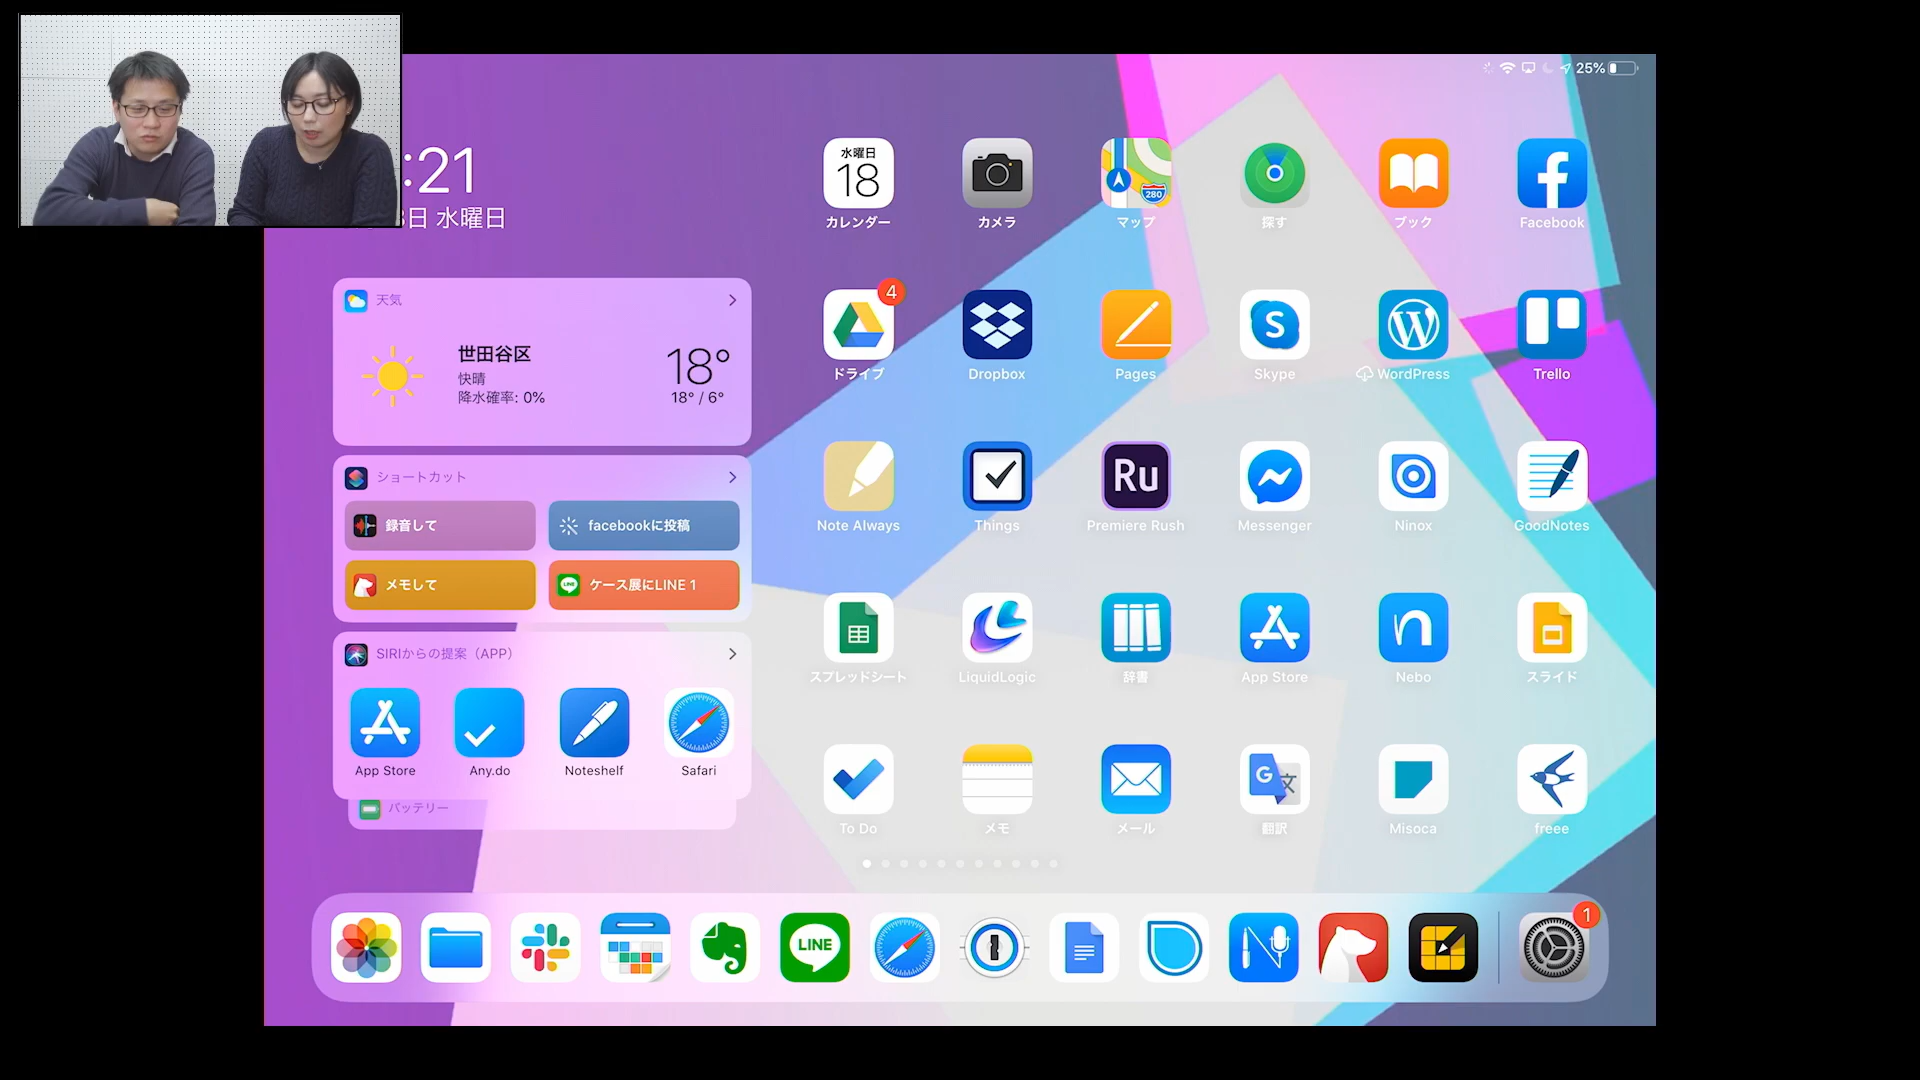 25%
:21
日 水曜日
天気
世田谷区
快晴
降水確率: 0%
18°
18° / 6°
ショートカット
録音して
facebookに投稿
メモして
LINE
ケース展にLINE 1
SIRIからの提案（APP）
App Store
Any.do
Noteshelf
Safari
バッテリー
水曜日
18
280
カレンダー
カメラ
マップ
探す
ブック
Facebook
4
S
ドライブ
Dropbox
Pages
Skype
WordPress
Trello
Ru
Note Always
Things
Premiere Rush
Messenger
Ninox
GoodNotes
スプレッドシート
LiquidLogic
辞書
App Store
Nebo
スライド
G
文
To Do
メモ
メール
翻訳
Misoca
freee
LINE
1